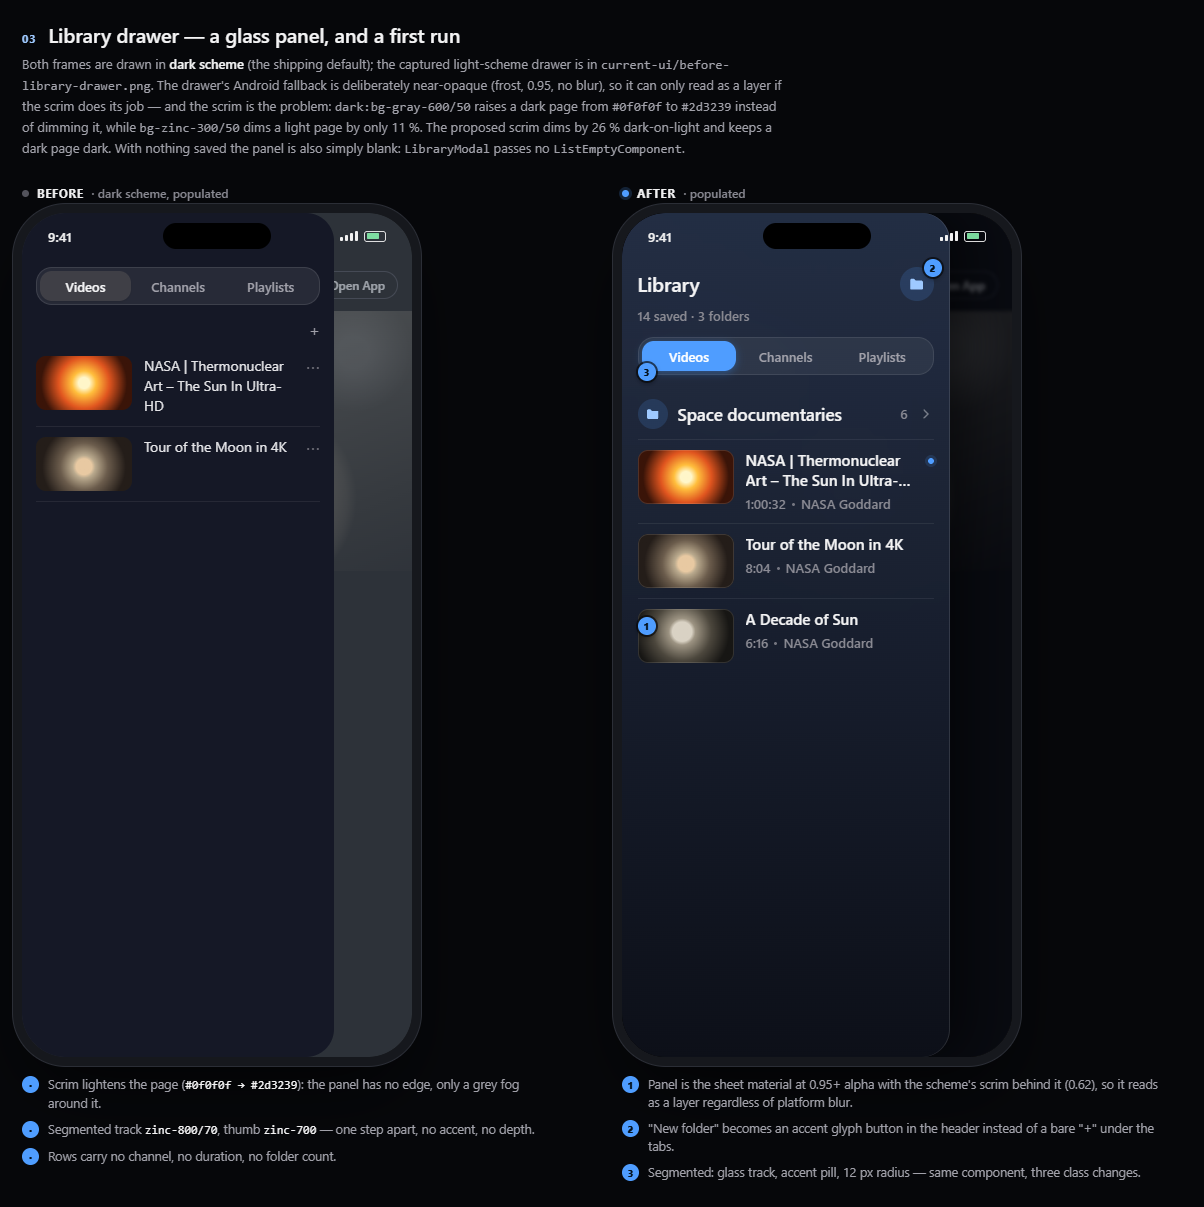 03 Library drawer — a glass panel, and a first run
Both frames are drawn in dark scheme (the shipping default); the captured light-scheme drawer is in current-ui/before-
library-drawer.png. The drawer's Android fallback is deliberately near-opaque (frost, 0.95, no blur), so it can only read as a layer if
the scrim does its job — and the scrim is the problem: dark:bg-gray-600/50 raises a dark page from #0f0f0f to #2d3239 instead
of dimming it, while bg-zinc-300/50 dims a light page by only 11 %. The proposed scrim dims by 26 % dark-on-light and keeps a
dark page dark. With nothing saved the panel is also simply blank: LibraryModal passes no ListEmptyComponent.
BEFORE · dark scheme, populated
9:41
Open App
Videos Channels Playlists
+
NASA | Thermonuclear
Art – The Sun In Ultra-
HD
...
Tour of the Moon in 4K
...
- Scrim lightens the page (#0f0f0f → #2d3239): the panel has no edge, only a grey fog
around it.
- Segmented track zinc-800/70, thumb zinc-700 — one step apart, no accent, no depth.
- Rows carry no channel, no duration, no folder count.
AFTER · populated
9:41
Library
2
App
14 saved · 3 folders
Videos Channels Playlists
3
Space documentaries 6 >
NASA | Thermonuclear
Art – The Sun In Ultra-...
1:00:32 • NASA Goddard
Tour of the Moon in 4K
8:04 • NASA Goddard
1
A Decade of Sun
6:16 • NASA Goddard
1 Panel is the sheet material at 0.95+ alpha with the scheme's scrim behind it (0.62), so it reads
as a layer regardless of platform blur.
2 "New folder" becomes an accent glyph button in the header instead of a bare "+" under the
tabs.
3 Segmented: glass track, accent pill, 12 px radius — same component, three class changes.